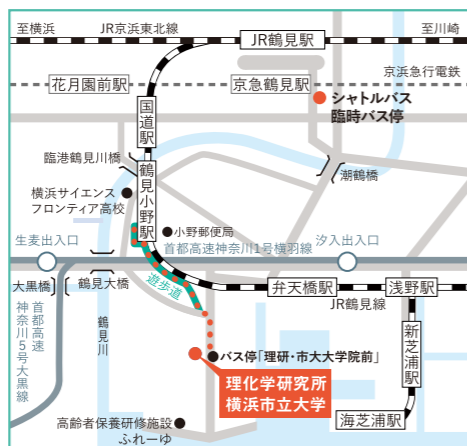 至横浜
JR京浜東北線
JR鶴見駅
至川崎
京浜急行電鉄
花月園前駅
京急鶴見駅
シャトルバス
臨時バス停
国道駅
臨港鶴見川橋
鶴見小野駅
潮鶴橋
横浜サイエンス
フロンティア高校
小野郵便局
生麦出入口
首都高速神奈川1号横羽線
汐入出入口
大黒橋
鶴見大橋
遊歩道
弁天橋駅
浅野駅
JR鶴見線
首都高速
神奈川5号大黒線
鶴見川
新芝浦駅
バス停「理研・市大大学院前」
理化学研究所
横浜市立大学
海芝浦駅
高齢者保養研修施設
ふれーゆ